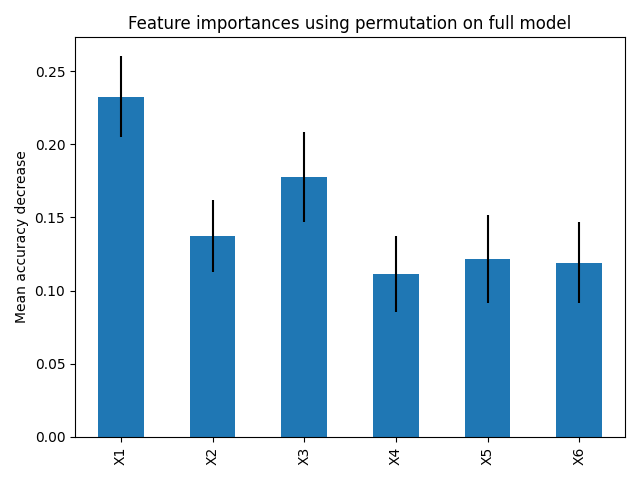 Feature importances using permutation on full model
Mean accuracy decrease
0.25
0.20
0.15
0.10
0.05
0.00
X1
X2
X3
X4
X5
X6